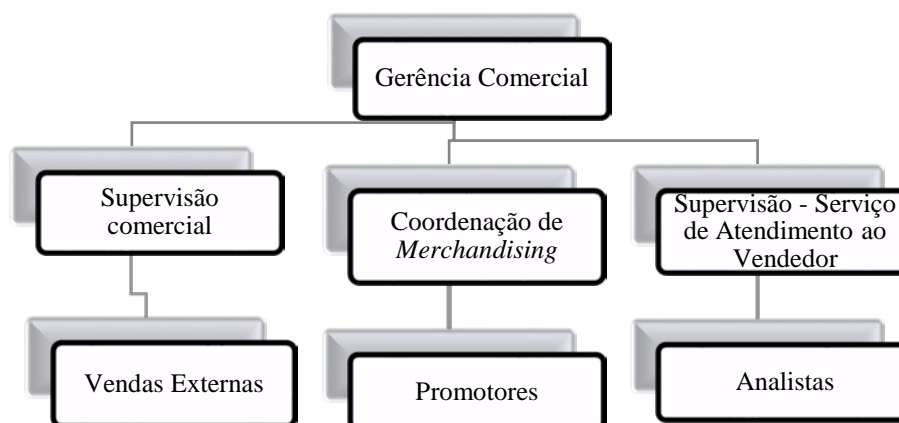 Gerência Comercial
Supervisão
comercial
Coordenação de
Merchandising
Supervisão - Serviço
de Atendimento ao
Vendedor
Vendas Externas
Promotores
Analistas